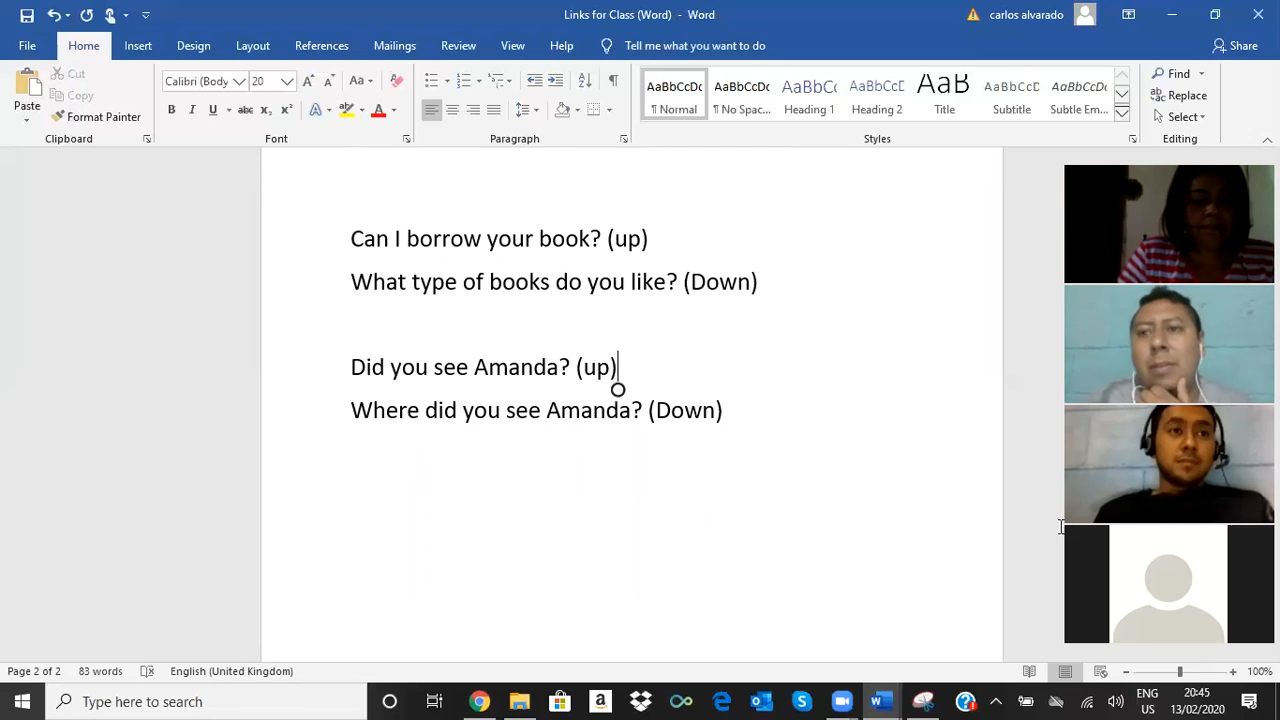 Links for Class (Word) - Word
carlos alvarado
File Home Insert Design Layout References Mailings Review View Help Tell me what you want to do Share
Paste
Cut
Copy
Format Painter
Clipboard
Calibri (Body 20
Font
Paragraph
AaBbCcDc AaBbCcDc AaBbCc AaBbCcD AaB AaBbCcD AaBbCcDc
¶ Normal ¶ No Spac... Heading 1 Heading 2 Title Subtitle Subtle Em...
Styles
Find
Replace
Select
Editing
Can I borrow your book? (up)
What type of books do you like? (Down)
Did you see Amanda? (up)
Where did you see Amanda? (Down)
Page 2 of 2 83 words English (United Kingdom) 100%
Type here to search
ENG
US
20:45
13/02/2020